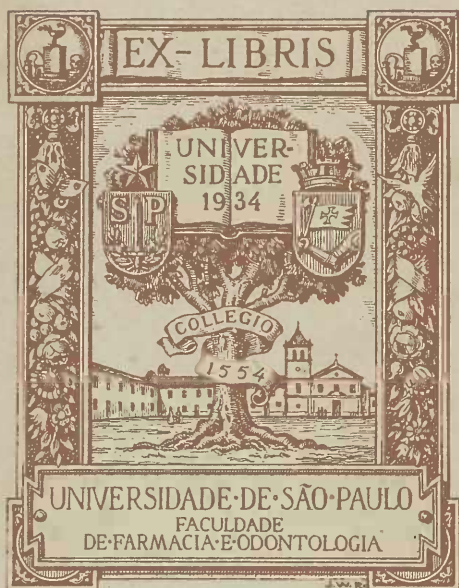 EX-LIBRIS
UNIVER-
SIDADE
1934
S P
COLLEGIO
1554
UNIVERSIDADE·DE·SÃO·PAULO
FACULDADE
DE·FARMACIA·E·ODONTOLOGIA
J.W.R.